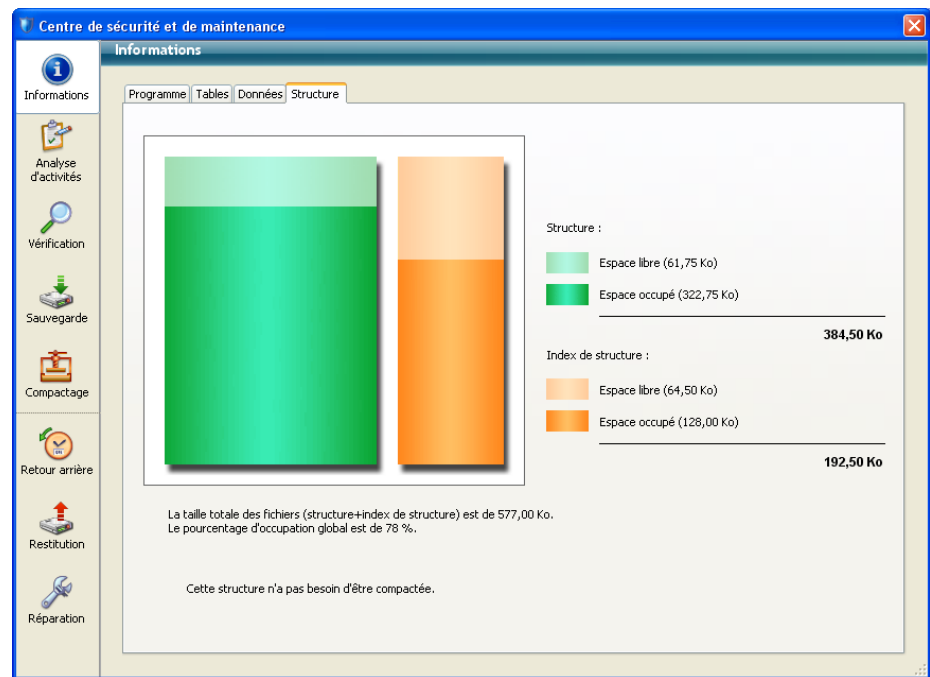 Centre de sécurité et de maintenance
Informations
Informations
Analyse
d'activités
Vérification
Sauvegarde
Compactage
Retour arrière
Restitution
Réparation
Programme Tables Données Structure
Structure :
Espace libre (61,75 Ko)
Espace occupé (322,75 Ko)
384,50 Ko
Index de structure :
Espace libre (64,50 Ko)
Espace occupé (128,00 Ko)
192,50 Ko
La taille totale des fichiers (structure+index de structure) est de 577,00 Ko.
Le pourcentage d'occupation global est de 78 %.
Cette structure n'a pas besoin d'être compactée.